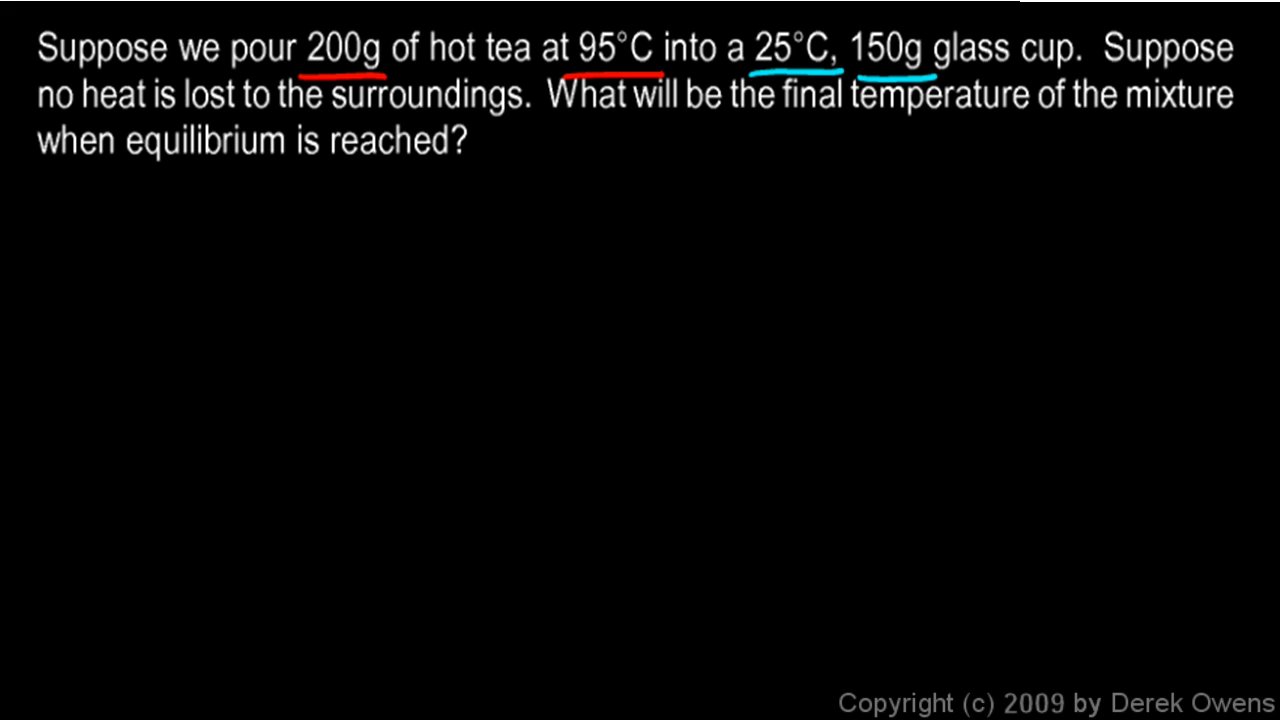 Suppose we pour 200g of hot tea at 95°C into a 25°C, 150g glass cup. Suppose
no heat is lost to the surroundings. What will be the final temperature of the mixture
when equilibrium is reached?
Copyright (c) 2009 by Derek Owens